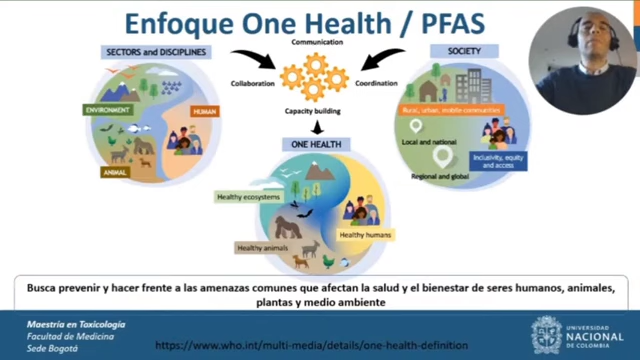 Enfoque One Health / PFAS
SECTORS and DISCIPLINES
Communication
SOCIETY
Collaboration
Coordination
ENVIRONMENT
HUMAN
ANIMAL
Capacity building
Rural, urban, mobile communities
Local and national
Inclusivity, equity
and access
Regional and global
ONE HEALTH
Healthy ecosystems
Healthy humans
Healthy animals
Busca prevenir y hacer frente a las amenazas comunes que afectan la salud y el bienestar de seres humanos, animales,
plantas y medio ambiente
Maestría en Toxicología
Facultad de Medicina
Sede Bogotá
https://www.who.int/multi-media/details/one-health-definition
UNIVERSIDAD
NACIONAL
DE COLOMBIA